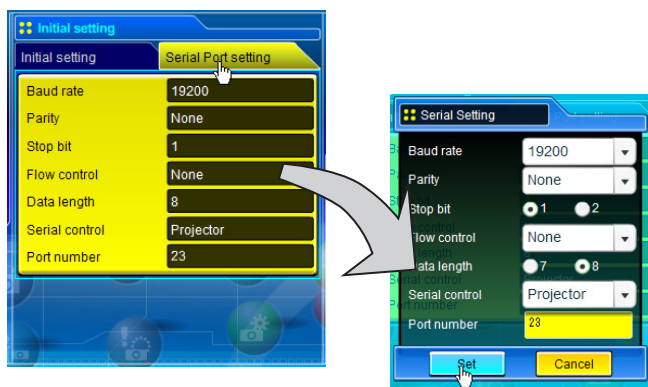 Initial setting
Initial setting
Serial Port setting
Baud rate 19200
Parity None
Stop bit 1
Flow control None
Data length 8
Serial control Projector
Port number 23
Serial Setting
Baud rate 19200
Parity None
Stop bit 1 2
Flow control None
Data length 7 8
Serial control Projector
Port number 23
Set
Cancel